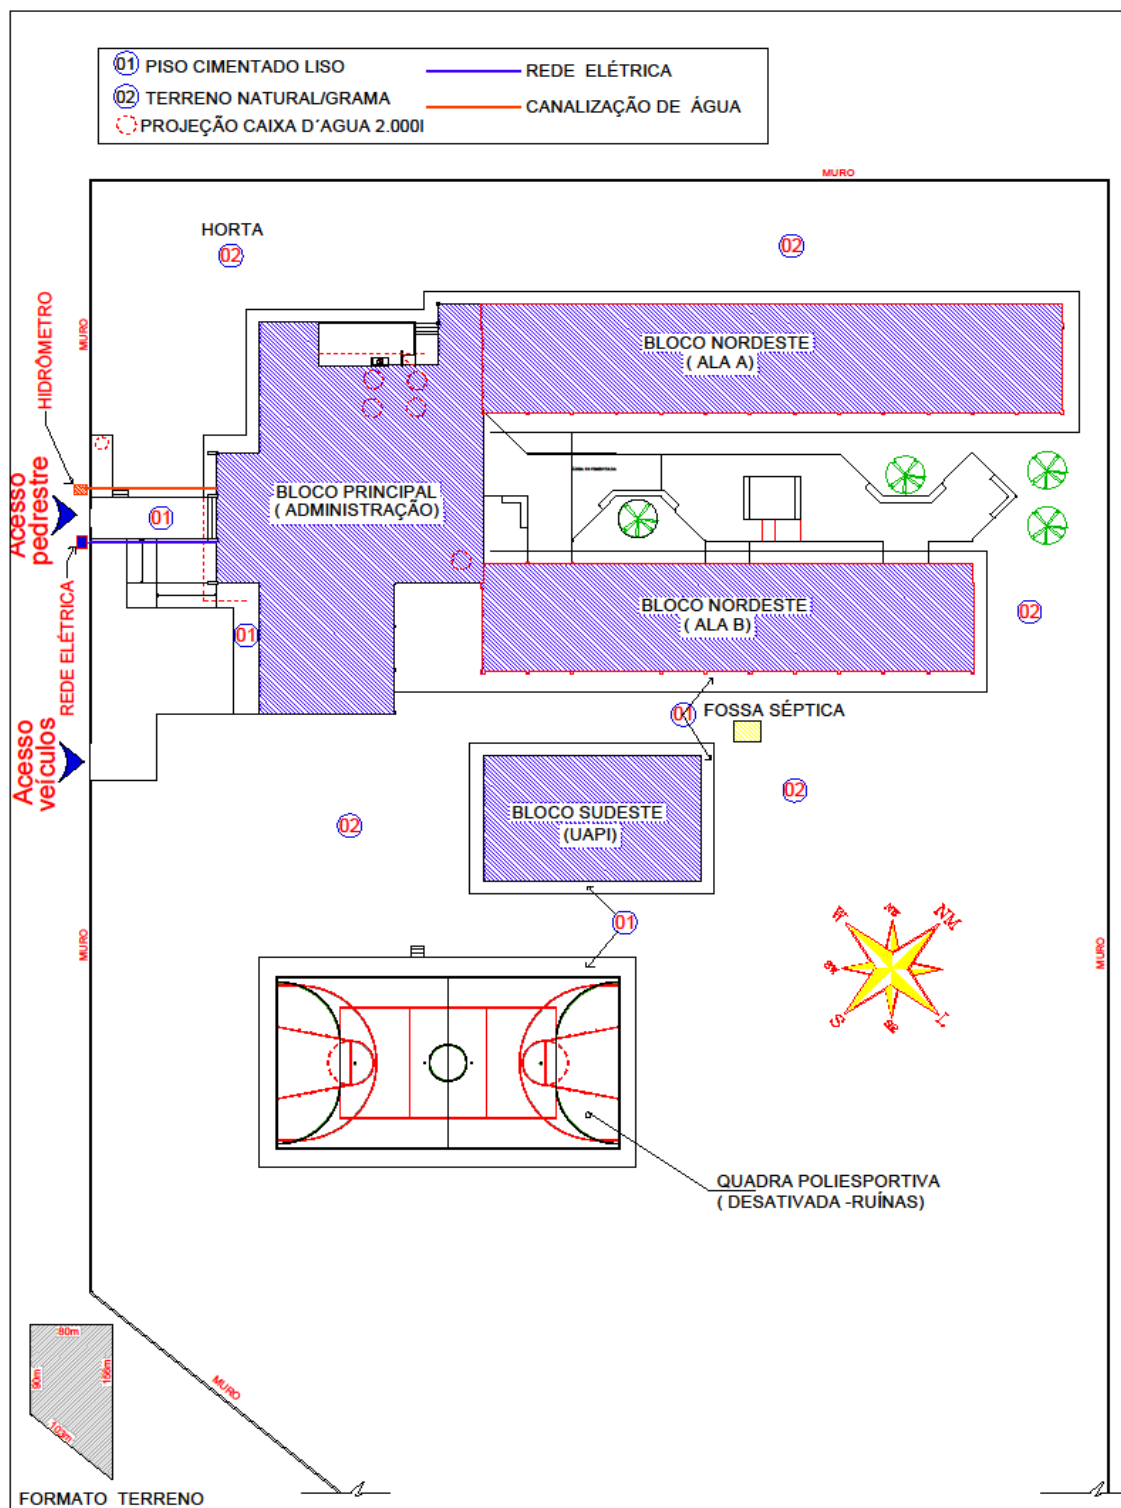 01 PISO CIMENTADO LISO
REDE ELÉTRICA
02 TERRENO NATURAL/GRAMA
CANALIZAÇÃO DE ÁGUA
PROJEÇÃO CAIXA D´AGUA 2.000l
MURO
HORTA
02
02
MURO
HIDRÔMETRO
BLOCO NORDESTE
( ALA A)
Acesso
pedrestre
01
BLOCO PRINCIPAL
( ADMINISTRAÇÃO)
REDE ELÉTRICA
01
BLOCO NORDESTE
( ALA B)
02
Acesso
veículos
01
FOSSA SÉPTICA
02
02
BLOCO SUDESTE
(UAPI)
01
MURO
MURO
W
NM
S
L
QUADRA POLIESPORTIVA
( DESATIVADA -RUÍNAS)
80m
90m
103m
MURO
FORMATO TERRENO